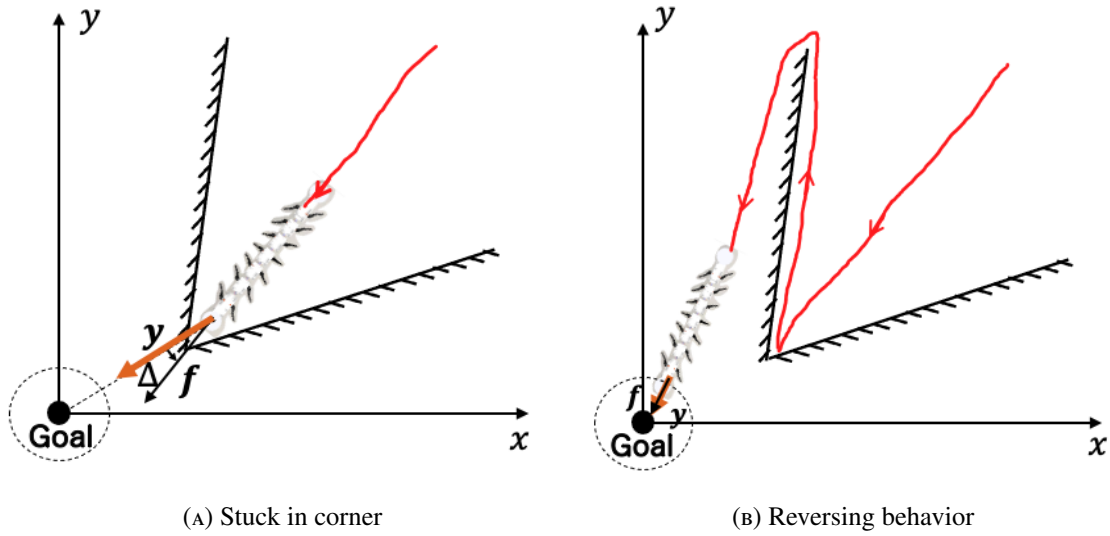 y
y
Δ
f
Goal
x
(A) Stuck in corner
y
f
y
Goal
x
(B) Reversing behavior